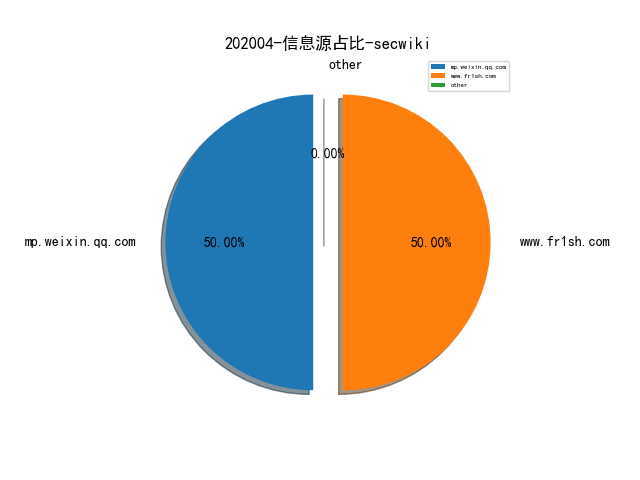 202004-信息源占比-secwiki
other
mp.weixin.qq.com
www.fr1sh.com
other
0.00%
mp.weixin.qq.com
50.00%
50.00%
www.fr1sh.com